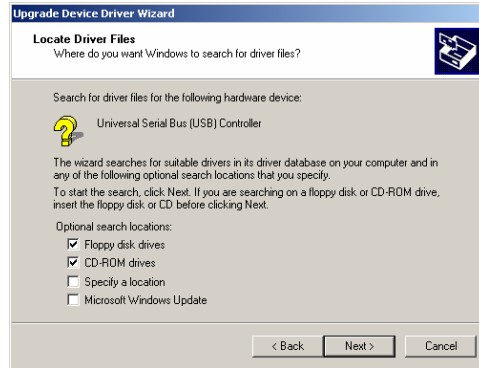 Upgrade Device Driver Wizard
Locate Driver Files
Where do you want Windows to search for driver files?
Search for driver files for the following hardware device:
Universal Serial Bus (USB) Controller
The wizard searches for suitable drivers in its driver database on your computer and in
any of the following optional search locations that you specify.
To start the search, click Next. If you are searching on a floppy disk or CD-ROM drive,
insert the floppy disk or CD before clicking Next.
Optional search locations:
Floppy disk drives
CD-ROM drives
Specify a location
Microsoft Windows Update
< Back Next > Cancel